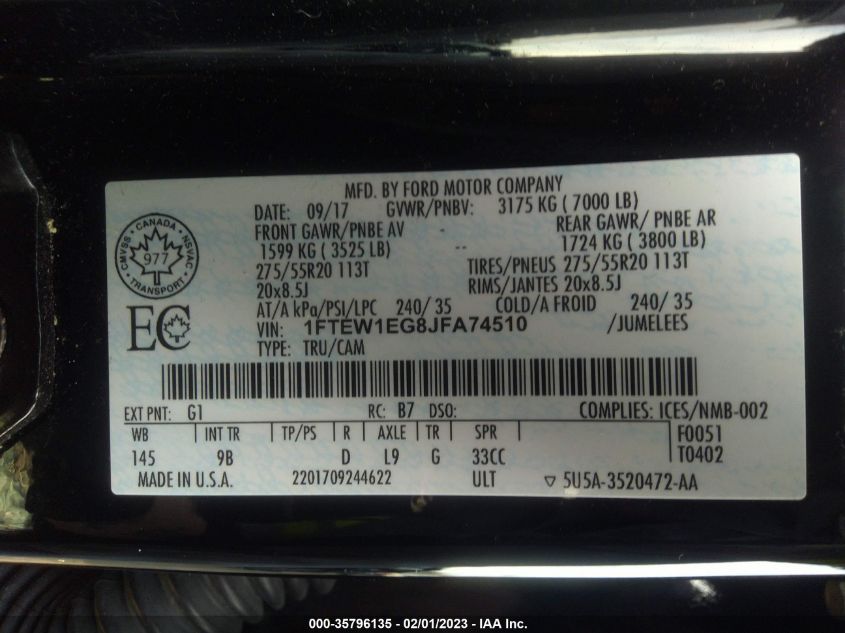 MFD. BY FORD MOTOR COMPANY
DATE: 09/17 GVWR/PNBV: 3175 KG ( 7000 LB)
FRONT GAWR/PNBE AV REAR GAWR/ PNBE AR
1599 KG ( 3525 LB) -- 1724 KG ( 3800 LB)
275/55R20 113T TIRES/PNEUS 275/55R20 113T
20x8.5J RIMS/JANTES 20x8.5J
AT/A kPa/PSI/LPC 240/ 35 COLD/A FROID 240/ 35
VIN: 1FTEW1EG8JFA74510 /JUMELEES
TYPE: TRU/CAM
CMVSS · CANADA · NSVAC
977
· TRANSPORT ·
EC
EXT PNT: G1 RC: B7 DSO: COMPLIES: ICES/NMB-002
WB INT TR TP/PS R AXLE TR SPR F0051
145 9B D L9 G 33CC T0402
MADE IN U.S.A. 2201709244622 ULT ▽ 5U5A-3520472-AA
000-35796135 - 02/01/2023 - IAA Inc.